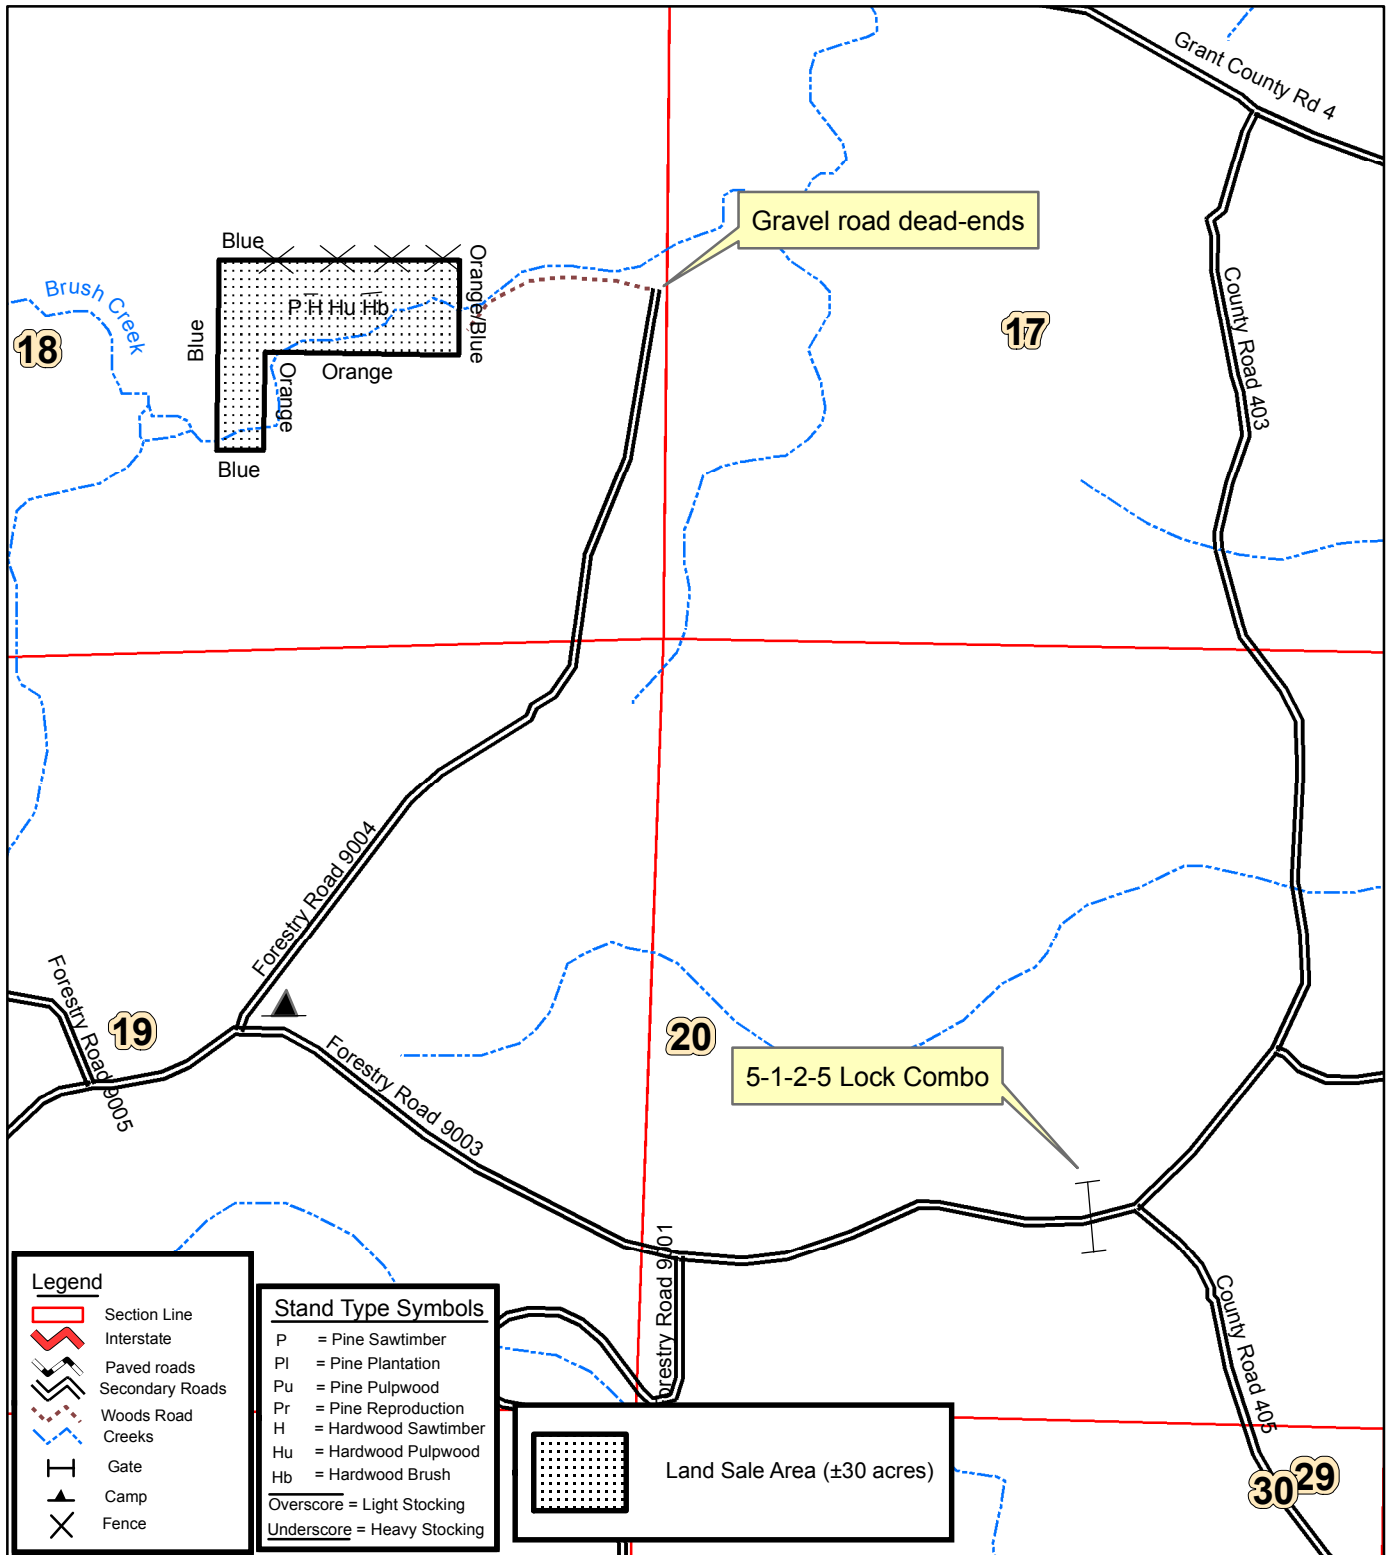 Grant County Rd 4
Gravel road dead-ends
Blue
Orange/Blue
Brush Creek
P H Hu Hb
Blue
18
17
County Road 403
Orange
Orange
Blue
Forestry Road 9004
Forestry Road 9005
19
20
Forestry Road 9003
5-1-2-5 Lock Combo
Forestry Road 9001
County Road 405
30
29
Legend
Section Line
Interstate
Paved roads
Secondary Roads
Woods Road
Creeks
Gate
Camp
Fence
Stand Type Symbols
P = Pine Sawtimber
Pl = Pine Plantation
Pu = Pine Pulpwood
Pr = Pine Reproduction
H = Hardwood Sawtimber
Hu = Hardwood Pulpwood
Hb = Hardwood Brush
Overscore = Light Stocking
Underscore = Heavy Stocking
Land Sale Area (±30 acres)